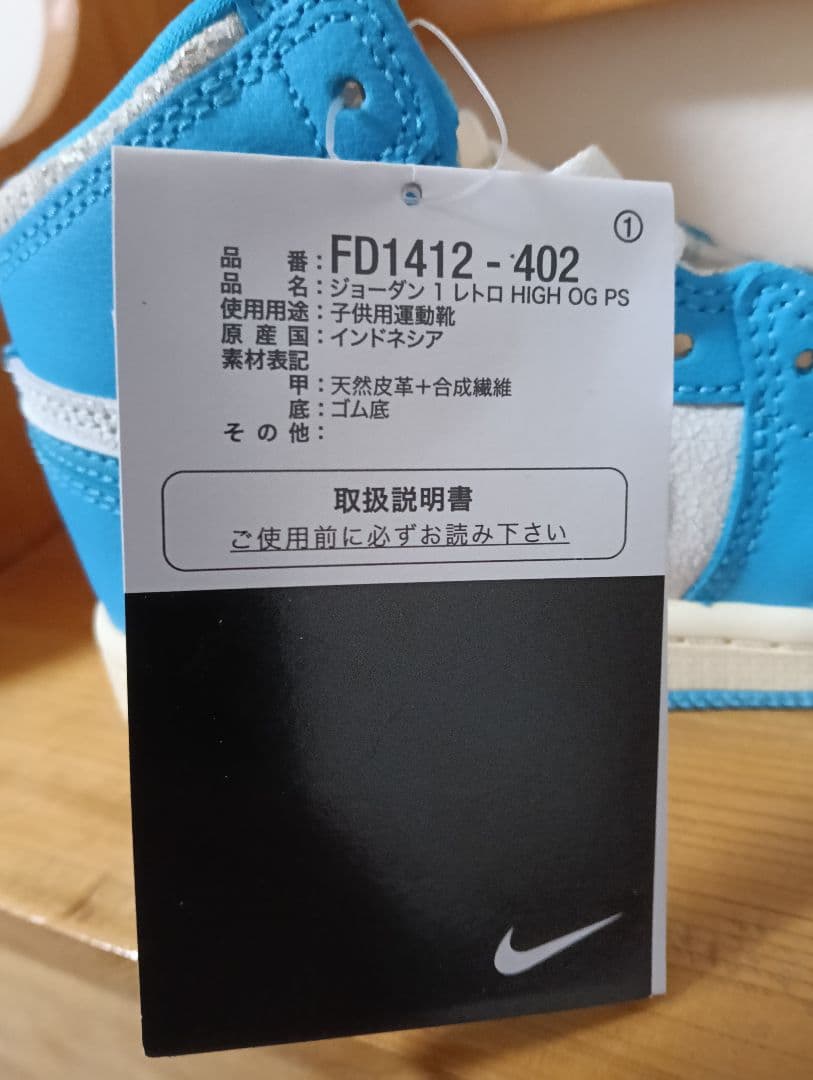 ①
品番：FD1412 - 402
品名：ジョーダン 1 レトロ HIGH OG PS
使用用途：子供用運動靴
原産国：インドネシア
素材表記
甲：天然皮革＋合成繊維
底：ゴム底
その他：
取扱説明書
ご使用前に必ずお読み下さい